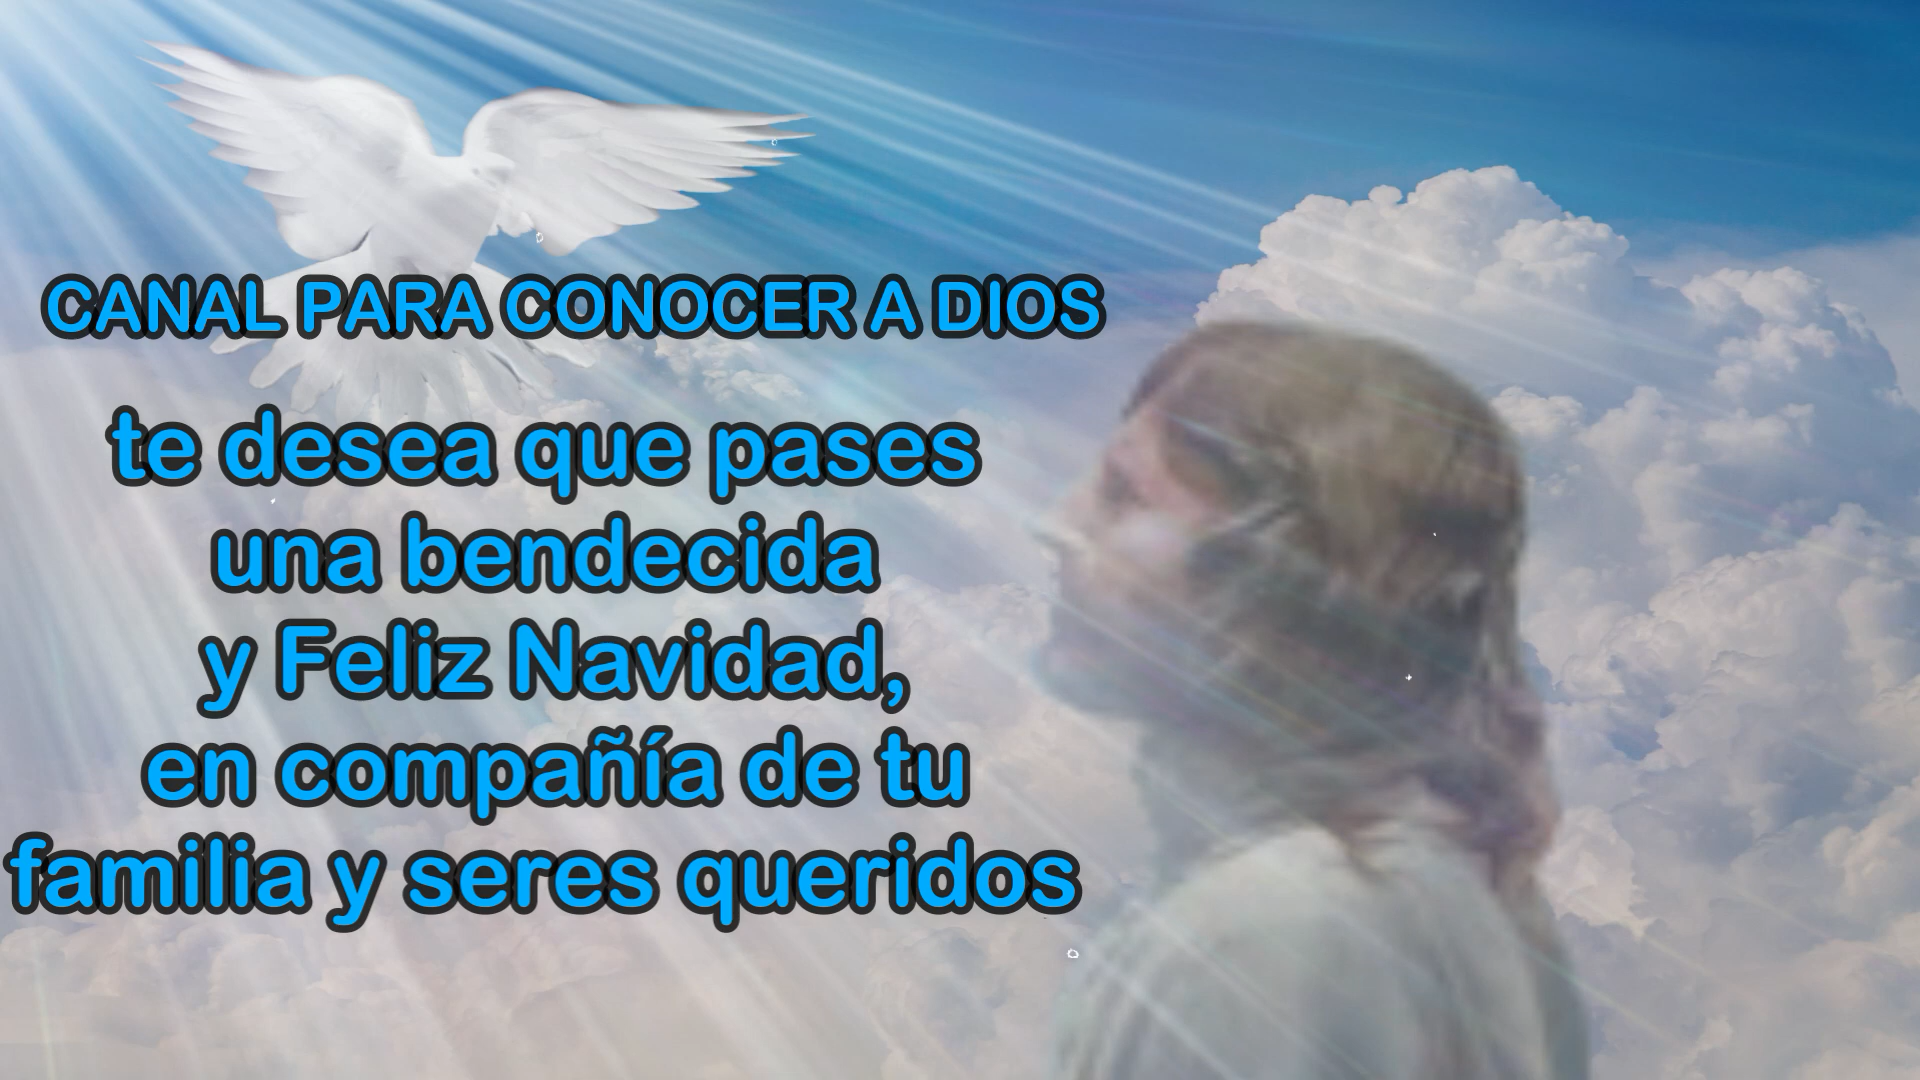 CANAL PARA CONOCER A DIOS
te desea que pases
una bendecida
y Feliz Navidad,
en compañía de tu
familia y seres queridos